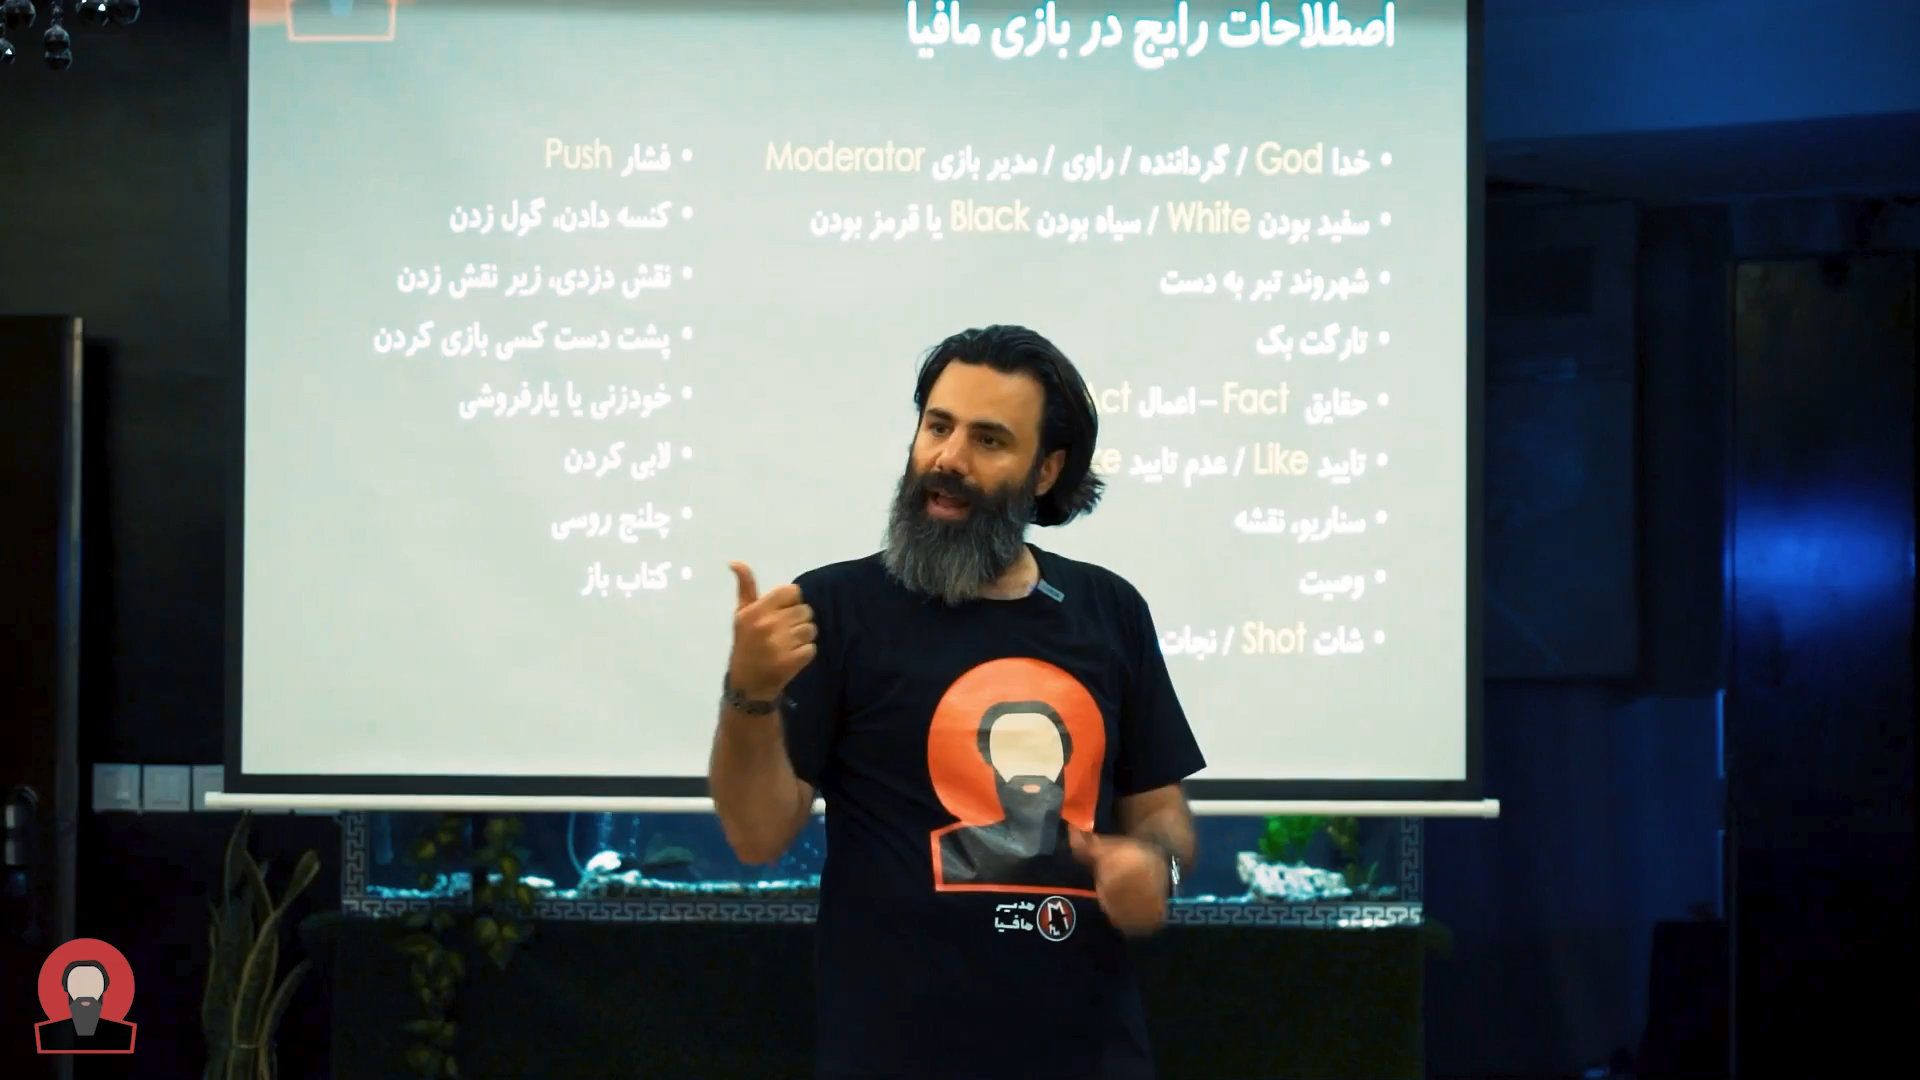 اصطلاحات رایج در بازی مافیا
خدا God / گرداننده / راوی / مدیر بازی Moderator
سفید بودن White / سیاه بودن Black یا قرمز بودن
شهروند تبر به دست
تارگت بک
حقایق Fact – اعمال Act
تایید Like / عدم تایید
سناریو، نقشه
وصیت
شات Shot / نجات
فشار Push
کنسه دادن، گول زدن
نقش دزدی، زیر نقش زدن
پشت دست کسی بازی کردن
خودزنی یا یارفروشی
لابی کردن
چلنج روسی
کتاب باز
مدیر
مافیا